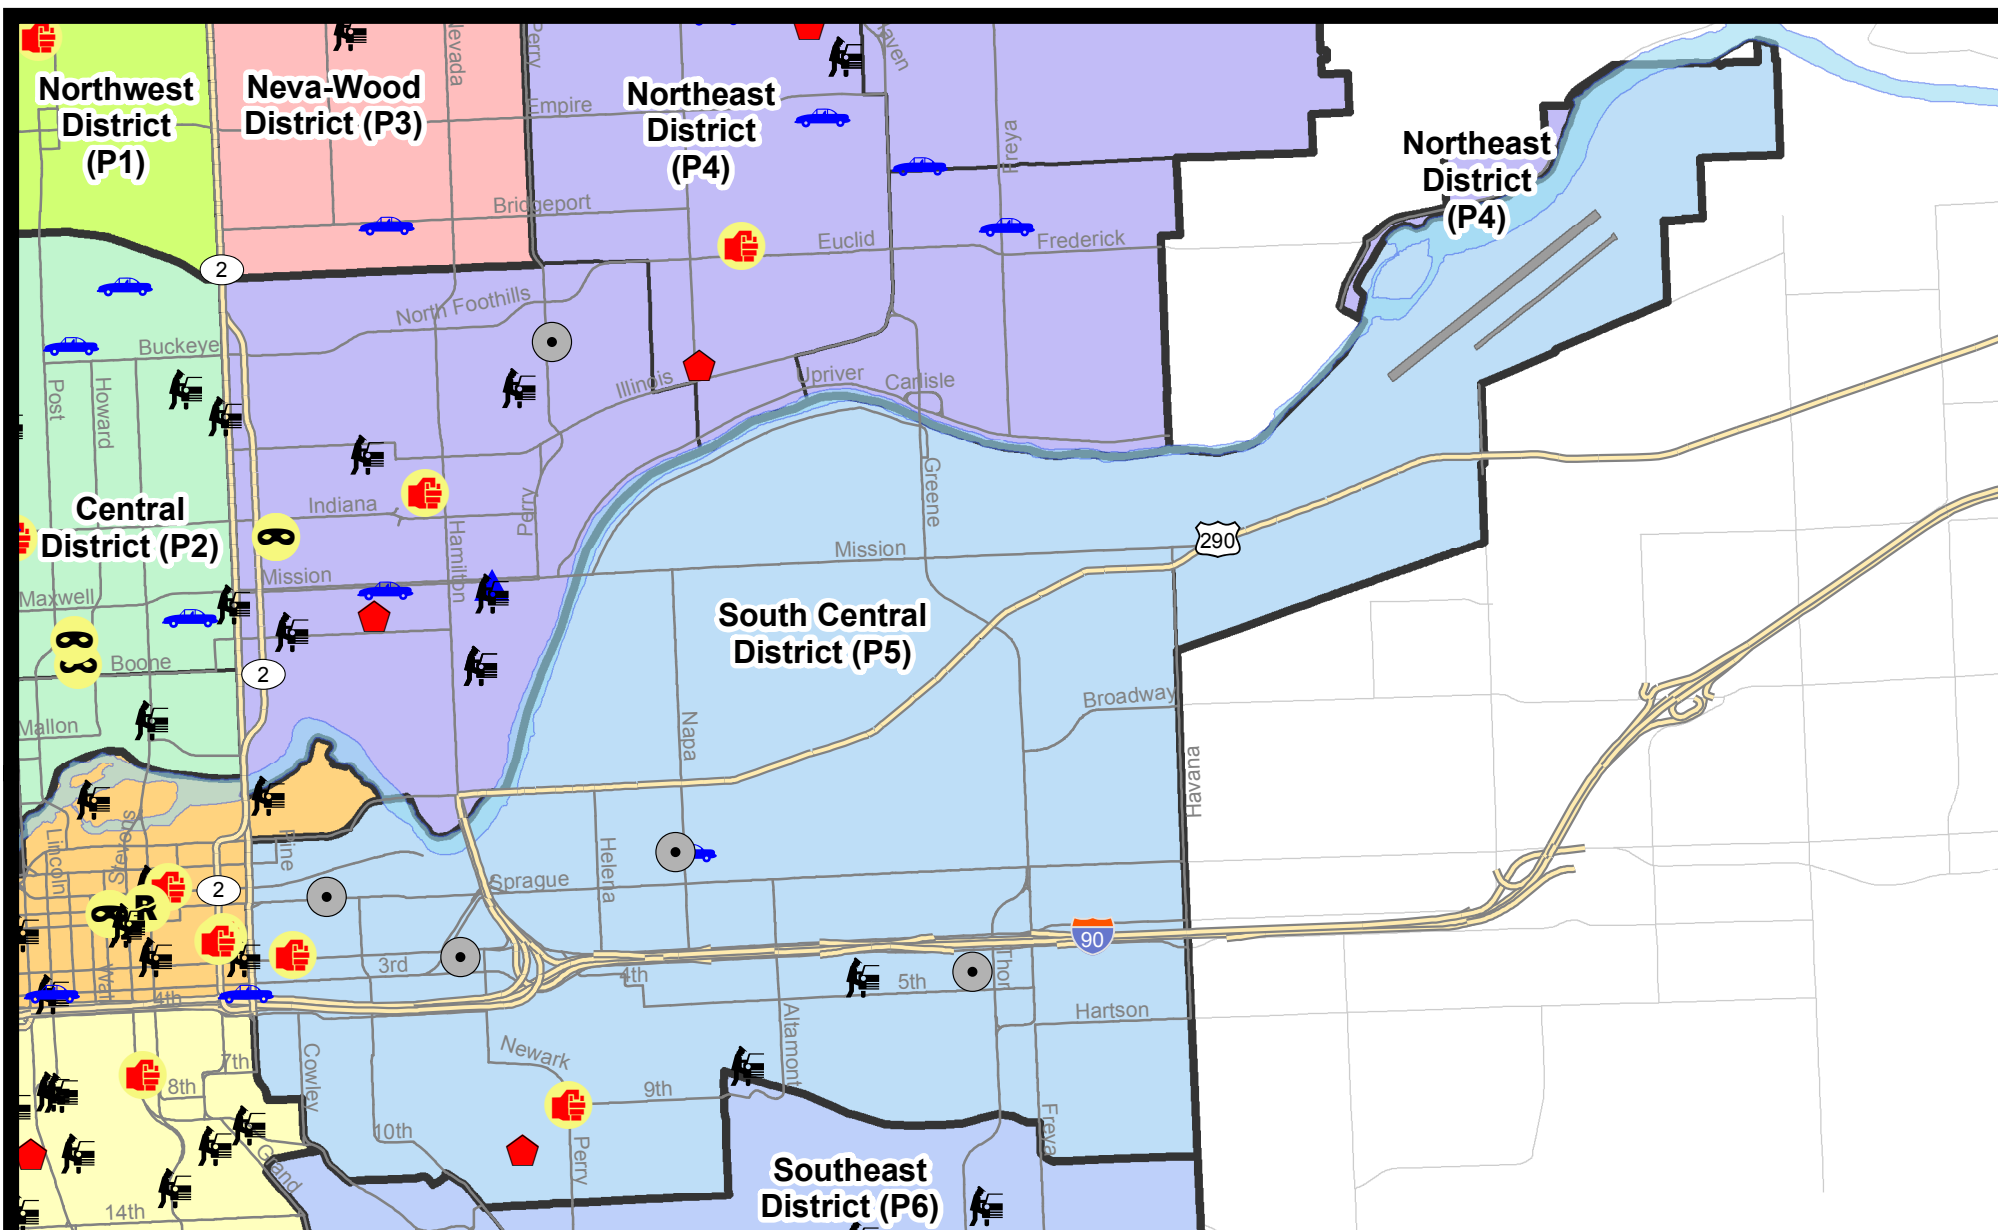 Northwest
District
(P1)
Neva-Wood
District (P3)
Northeast
District
(P4)
Northeast
District
(P4)
Central
District (P2)
South Central
District (P5)
Southeast
District (P6)
Nevada
Perry
Haven
Empire
Freya
Bridgeport
Euclid
Frederick
2
North Foothills
Buckeye
Illinois
Upriver
Carlisle
Post
Howard
Greene
Indiana
Perry
Hamilton
290
Mission
Mission
Maxwell
Boone
2
Mallon
Napa
Broadway
Havana
Lincoln
Stevens
Pine
Helena
Sprague
2
R
90
3rd
4th
4th
5th
Thor
Wall
Altamont
Hartson
Newark
Cowley
7th
8th
9th
10th
Perry
Freya
Grand
14th